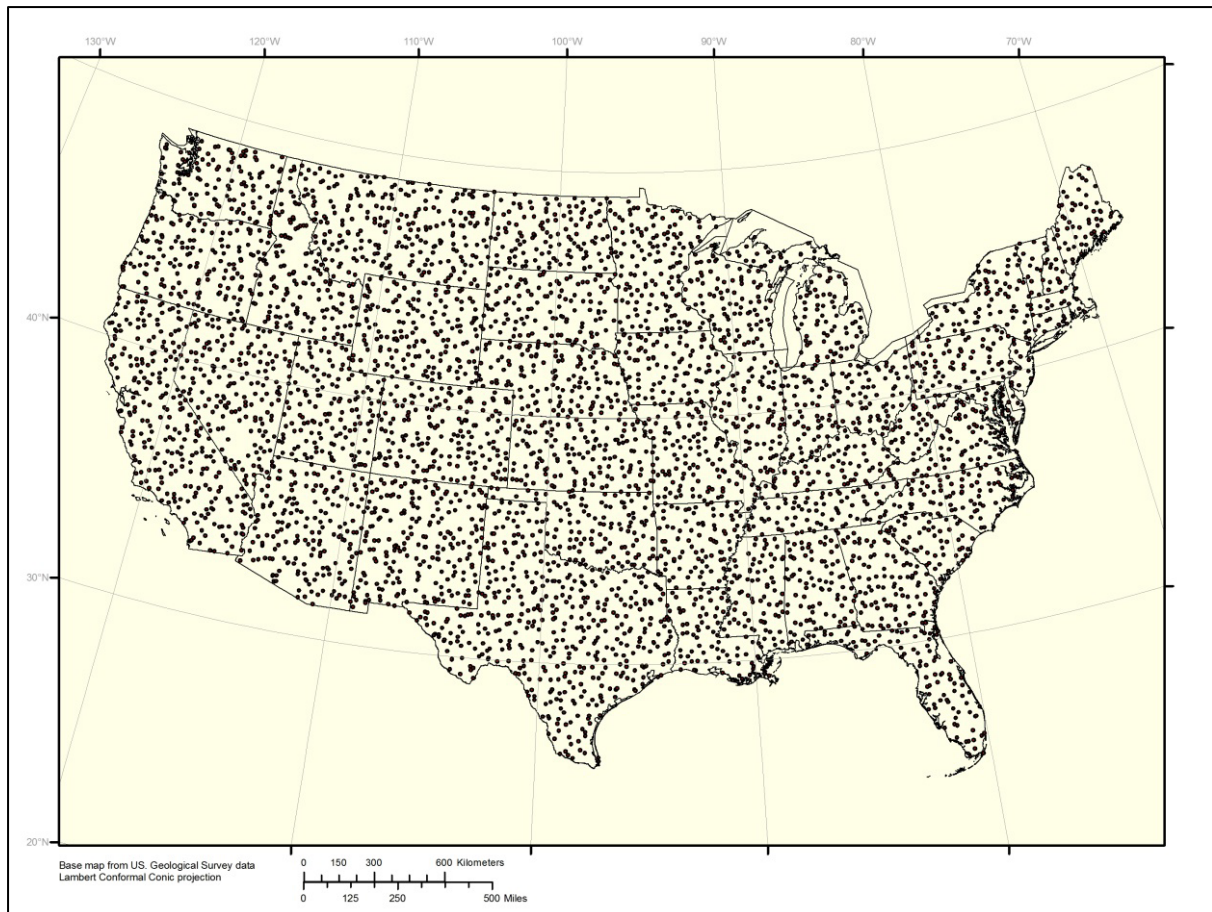 130°W 120°W 110°W 100°W 90°W 80°W 70°W
40°N
30°N
20°N
Base map from US. Geological Survey data
Lambert Conformal Conic projection
0 150 300 600 Kilometers
0 125 250 500 Miles